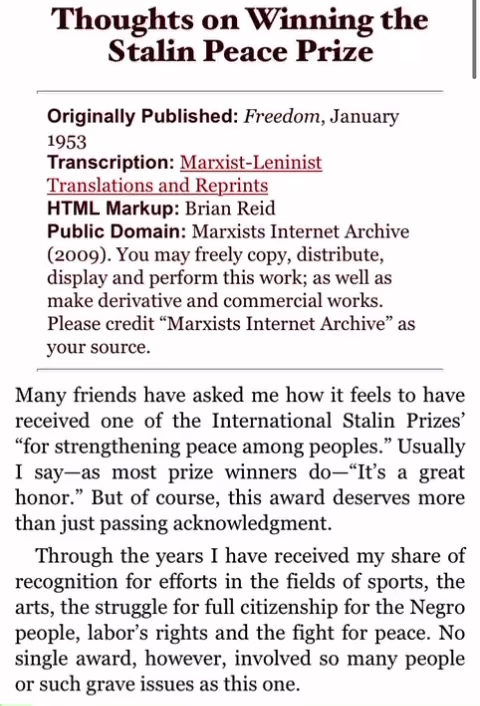 Thoughts on Winning the
Stalin Peace Prize
Originally Published: Freedom, January
1953
Transcription: Marxist-Leninist
Translations and Reprints
HTML Markup: Brian Reid
Public Domain: Marxists Internet Archive
(2009). You may freely copy, distribute,
display and perform this work; as well as
make derivative and commercial works.
Please credit “Marxists Internet Archive” as
your source.
Many friends have asked me how it feels to have
received one of the International Stalin Prizes’
“for strengthening peace among peoples.” Usually
I say—as most prize winners do—“It’s a great
honor.” But of course, this award deserves more
than just passing acknowledgment.
Through the years I have received my share of
recognition for efforts in the fields of sports, the
arts, the struggle for full citizenship for the Negro
people, labor’s rights and the fight for peace. No
single award, however, involved so many people
or such grave issues as this one.